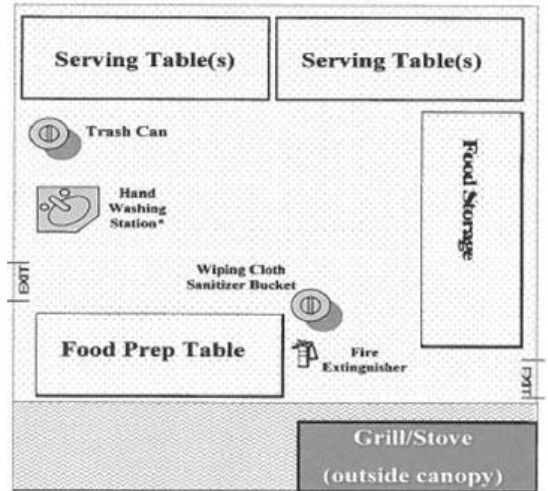 Serving Table(s)
Serving Table(s)
Trash Can
Food Storage
Hand
Washing
Station*
EXIT
Wiping Cloth
Sanitizer Bucket
Food Prep Table
Fire
Extinguisher
EXIT
Grill/Stove
(outside canopy)